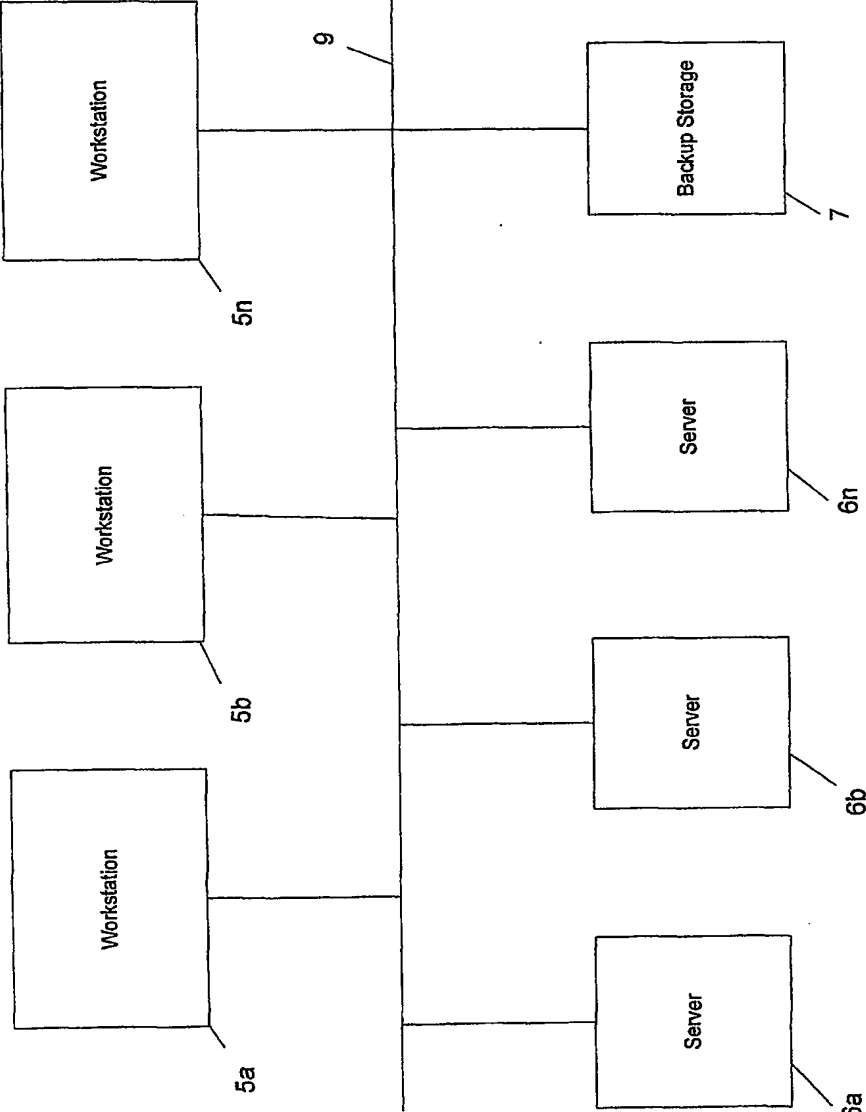 Workstation
Workstation
Workstation
5a
5b
5n
9
Server
Server
Server
Backup Storage
6a
6b
6n
7